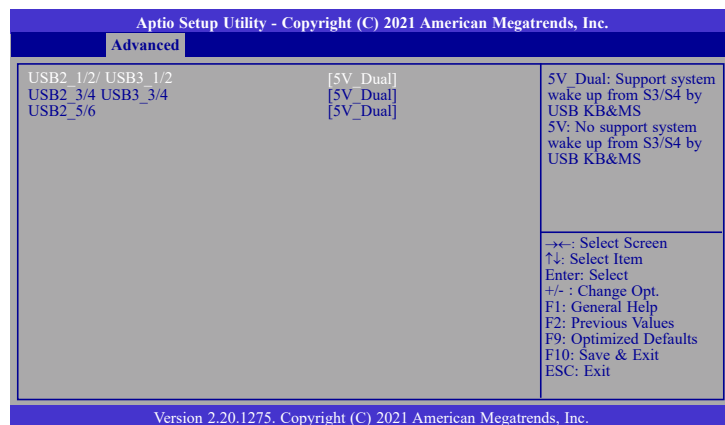 Aptio Setup Utility - Copyright (C) 2021 American Megatrends, Inc.
Advanced
USB2_1/2/ USB3_1/2 [5V_Dual]
USB2_3/4 USB3_3/4 [5V_Dual]
USB2_5/6 [5V_Dual]
5V_Dual: Support system
wake up from S3/S4 by
USB KB&MS
5V: No support system
wake up from S3/S4 by
USB KB&MS
→←: Select Screen
↑↓: Select Item
Enter: Select
+/- : Change Opt.
F1: General Help
F2: Previous Values
F9: Optimized Defaults
F10: Save & Exit
ESC: Exit
Version 2.20.1275. Copyright (C) 2021 American Megatrends, Inc.